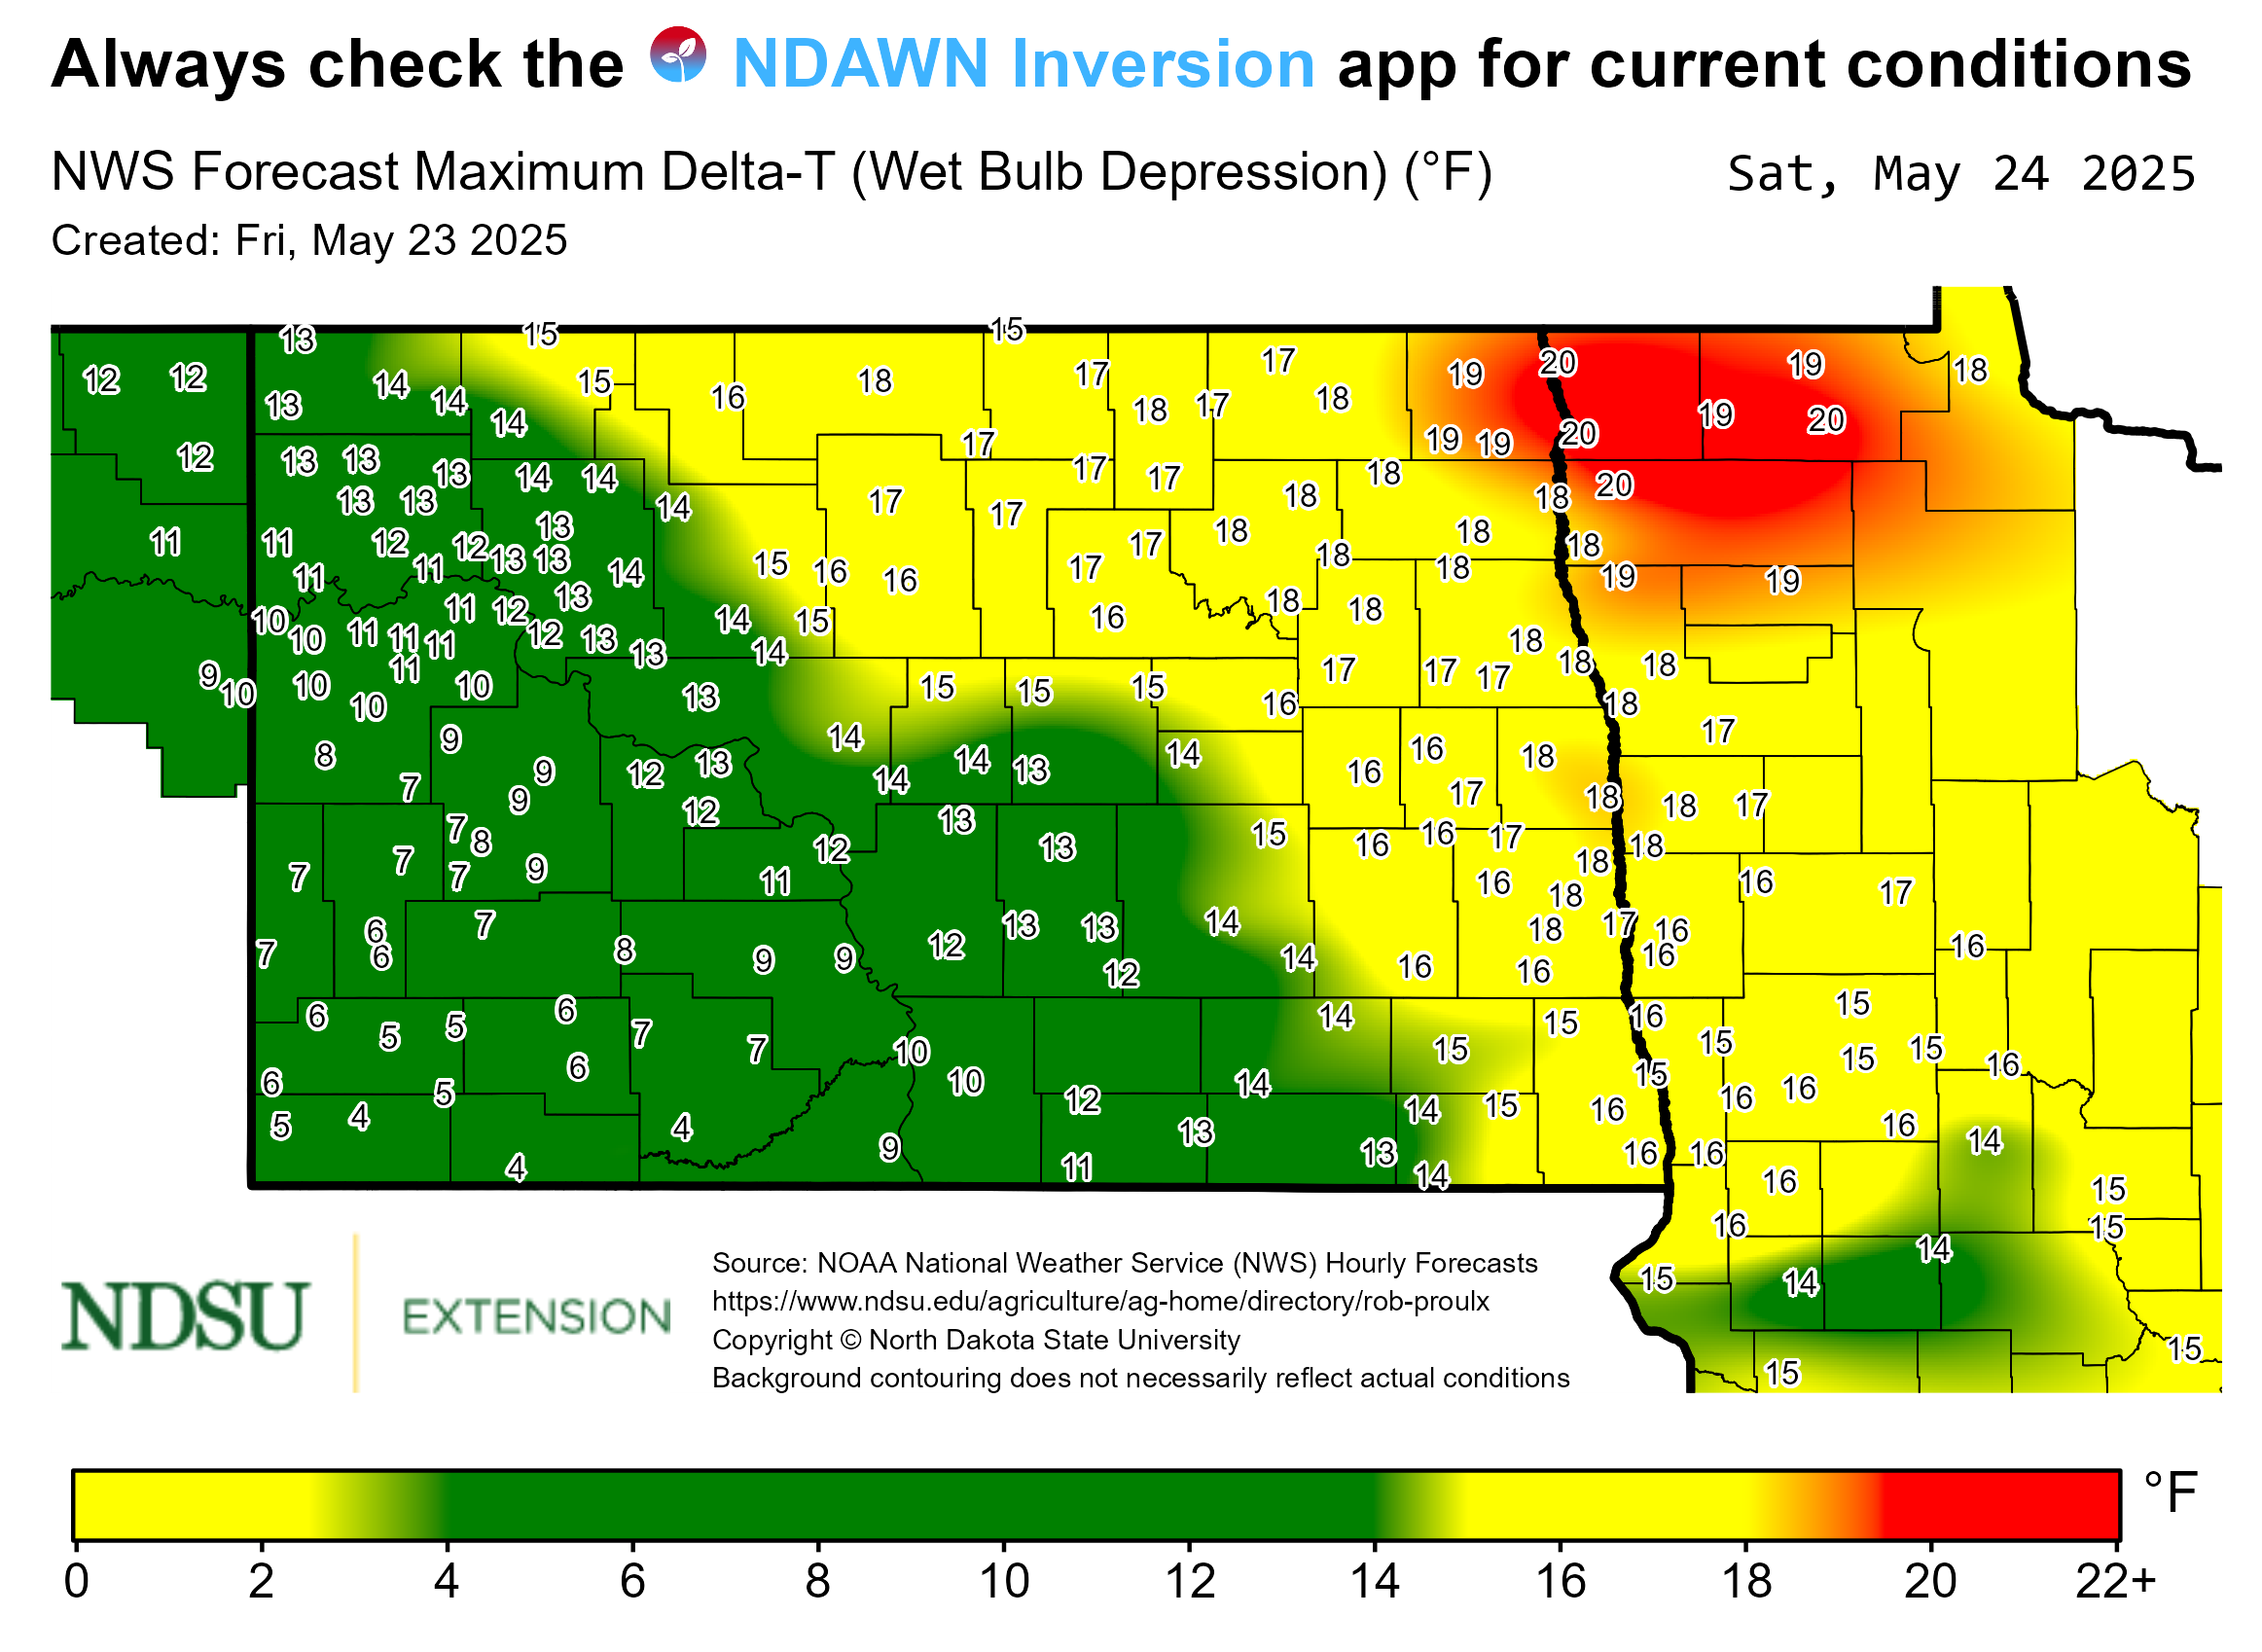 Always check the NDAWN Inversion app for current conditions
NWS Forecast Maximum Delta-T (Wet Bulb Depression) (°F) Sat, May 24 2025
Created: Fri, May 23 2025
13 15 15
12 12 14 15 16 18 17 17 19 20 19 18
13 14 14 18 17 18 19 20
12 13 13 13 14 14 17 17 17 18 19 19 20
13 13 14 17 17 18 18 20
11 11 12 12 13 13 13 15 16 16 17 17 18 18 18 18 18
11 11 14 18 19 19
10 10 11 11 11 11 12 12 13 13 13 14 14 15 16 18 18 18
9 10 10 10 11 10 13 15 15 15 16 17 17 17 18 18 18
8 9 9 12 13 14 14 14 13 14 16 16 18 17
7 9 12 17 18 18 17
7 7 7 8 7 9 11 12 13 13 15 16 16 17 16 18 18 16 17
7 6 6 7 8 9 9 12 13 13 12 14 14 16 18 18 16 17 16 16 16
6 5 5 6 6 7 7 10 10 14 15 15 16 15 15 15 15 16
6 5 4 5 4 9 12 14 13 14 15 16 15 16 16 16 14
4 11 13 14 16 16 16 15
16 15
Source: NOAA National Weather Service (NWS) Hourly Forecasts
https://www.ndsu.edu/agriculture/ag-home/directory/rob-proulx
Copyright © North Dakota State University
Background contouring does not necessarily reflect actual conditions
NDSU EXTENSION
15 14 14
15 15
°F
0 2 4 6 8 10 12 14 16 18 20 22+